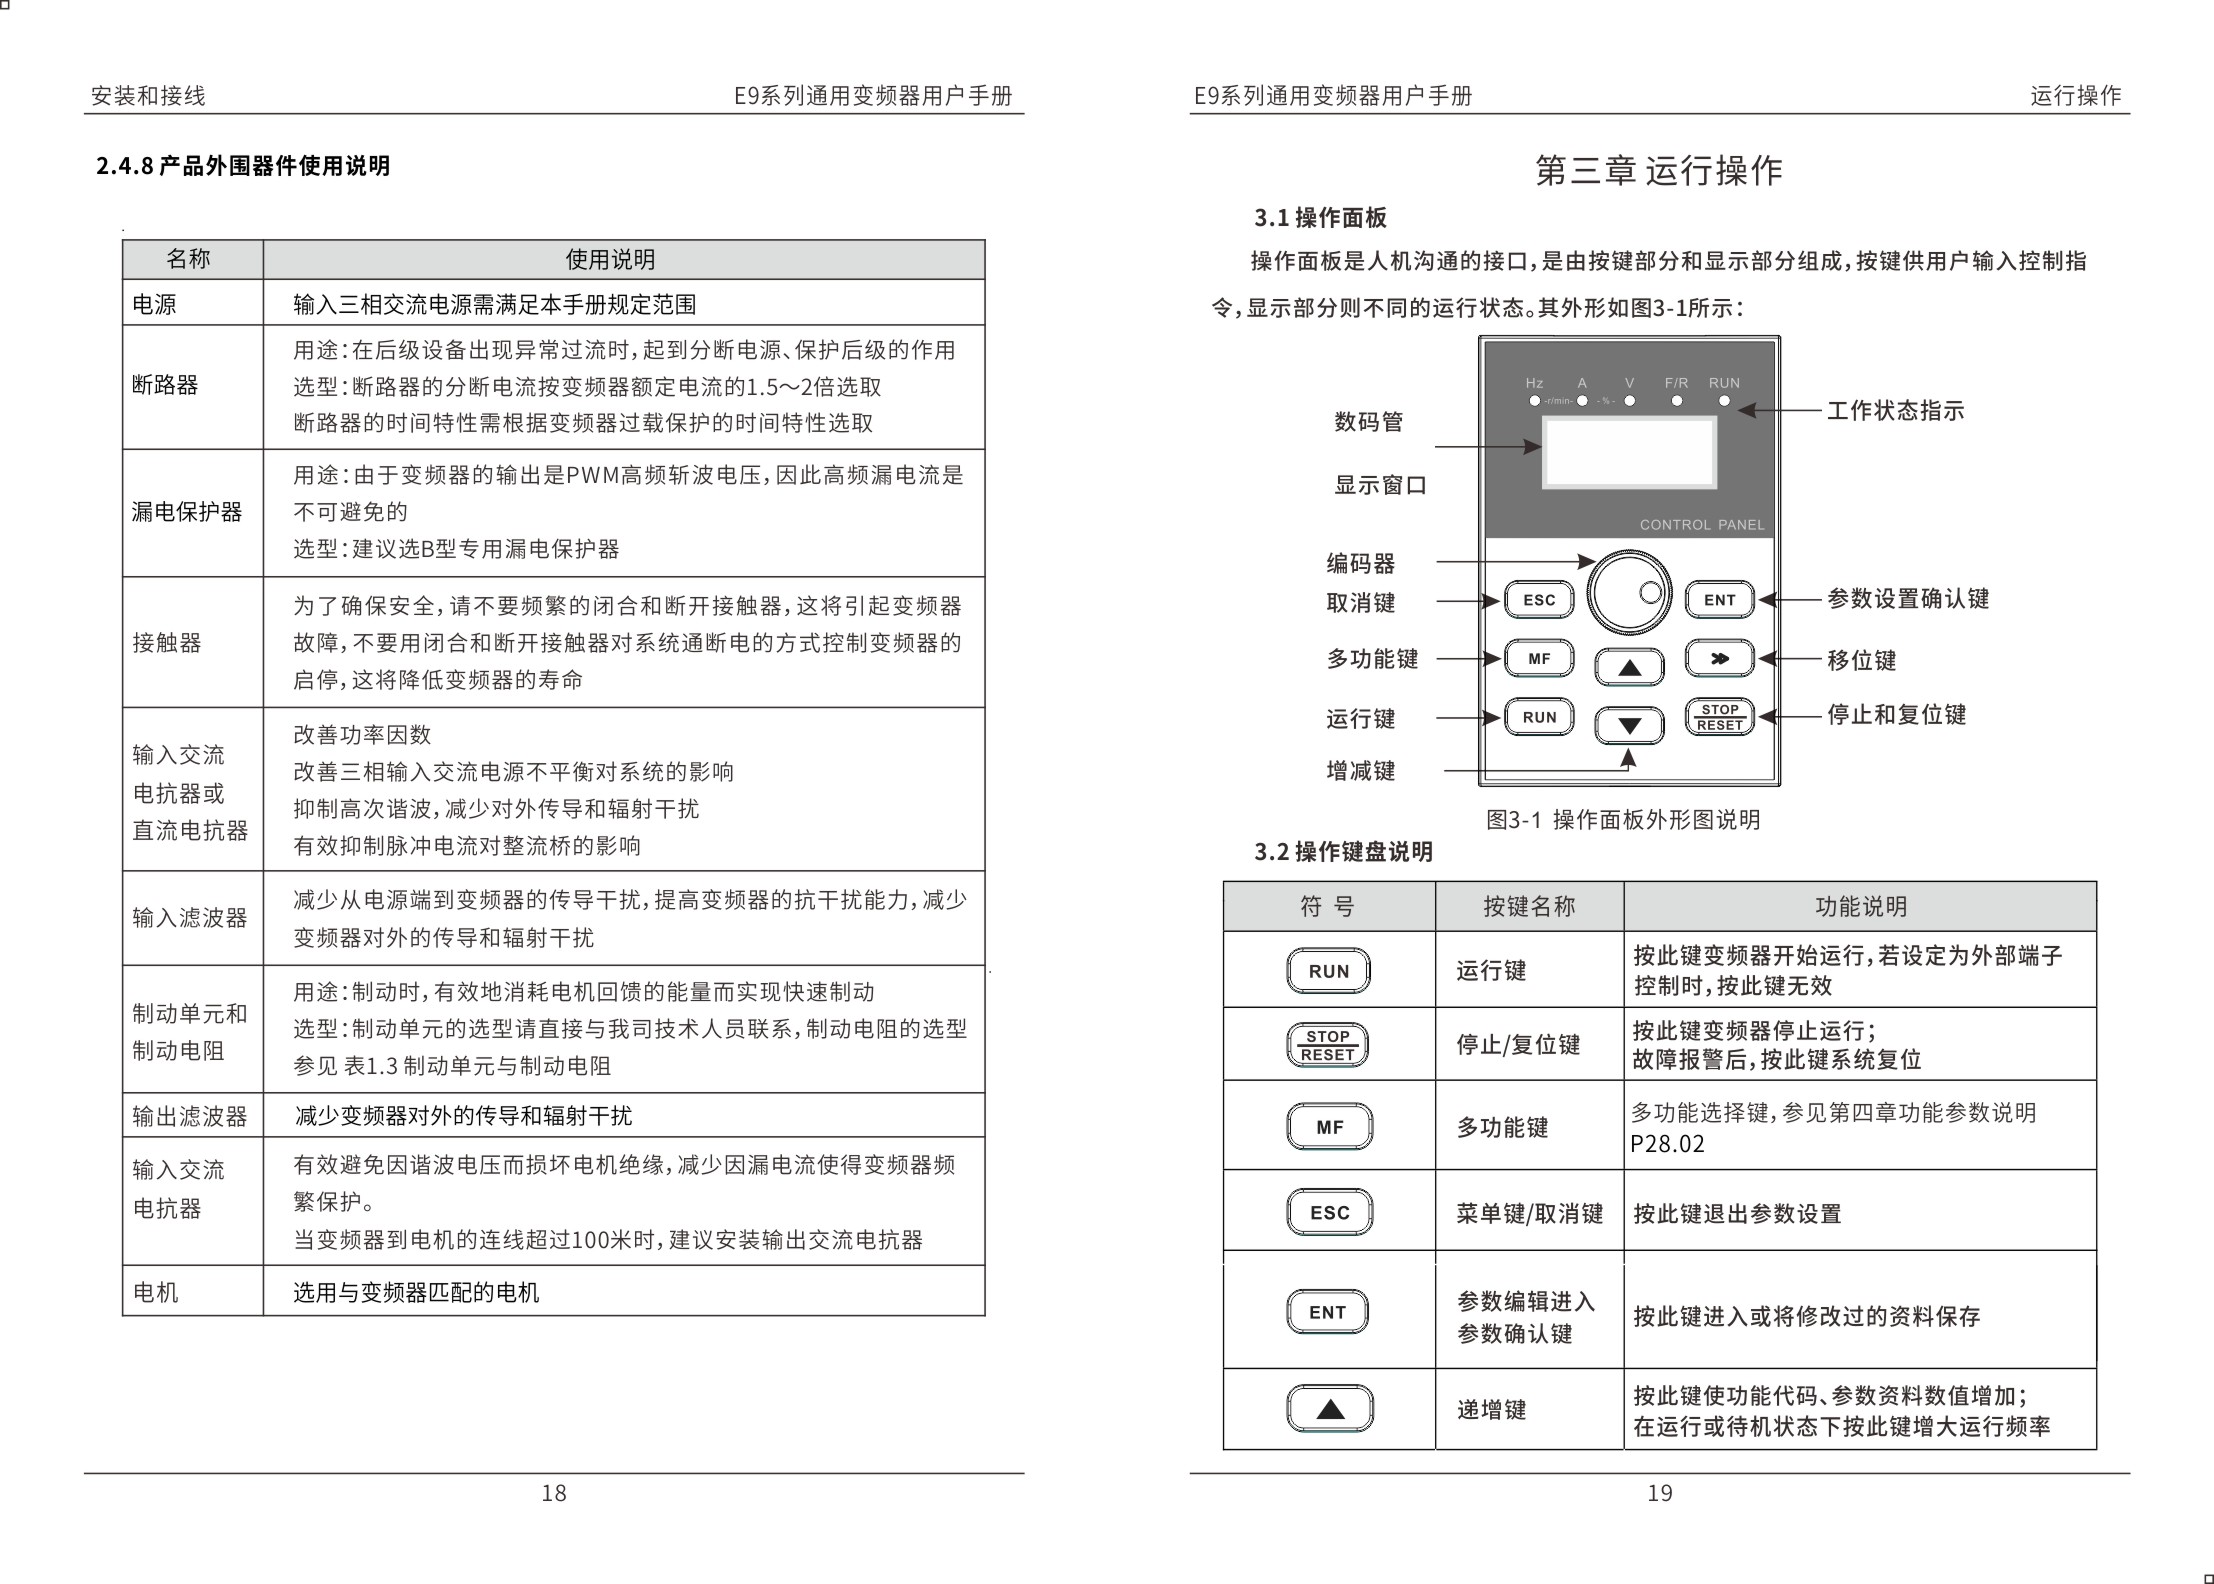 安装和接线
E9系列通用变频器用户手册
2.4.8 产品外围器件使用说明
名称
使用说明
电源
输入三相交流电源需满足本手册规定范围
断路器
用途：在后级设备出现异常过流时，起到分断电源、保护后级的作用
选型：断路器的分断电流按变频器额定电流的1.5～2倍选取
断路器的时间特性需根据变频器过载保护的时间特性选取
漏电保护器
用途：由于变频器的输出是PWM高频斩波电压，因此高频漏电流是
不可避免的
选型：建议选B型专用漏电保护器
接触器
为了确保安全，请不要频繁的闭合和断开接触器，这将引起变频器
故障，不要用闭合和断开接触器对系统通断电的方式控制变频器的
启停，这将降低变频器的寿命
输入交流
电抗器或
直流电抗器
改善功率因数
改善三相输入交流电源不平衡对系统的影响
抑制高次谐波，减少对外传导和辐射干扰
有效抑制脉冲电流对整流桥的影响
输入滤波器
减少从电源端到变频器的传导干扰，提高变频器的抗干扰能力，减少
变频器对外的传导和辐射干扰
制动单元和
制动电阻
用途：制动时，有效地消耗电机回馈的能量而实现快速制动
选型：制动单元的选型请直接与我司技术人员联系，制动电阻的选型
参见 表1.3 制动单元与制动电阻
输出滤波器
减少变频器对外的传导和辐射干扰
输入交流
电抗器
有效避免因谐波电压而损坏电机绝缘，减少因漏电流使得变频器频
繁保护。
当变频器到电机的连线超过100米时，建议安装输出交流电抗器
电机
选用与变频器匹配的电机
18
E9系列通用变频器用户手册
运行操作
第三章 运行操作
3.1 操作面板
操作面板是人机沟通的接口，是由按键部分和显示部分组成，按键供用户输入控制指
令，显示部分则不同的运行状态。其外形如图3-1所示：
Hz A V F/R RUN
-r/min- -%-
数码管
显示窗口
工作状态指示
CONTROL PANEL
编码器
取消键
ESC
ENT
参数设置确认键
多功能键
MF
移位键
运行键
RUN
STOP
RESET
停止和复位键
增减键
图3-1 操作面板外形图说明
3.2 操作键盘说明
符 号
按键名称
功能说明
RUN
运行键
按此键变频器开始运行，若设定为外部端子
控制时，按此键无效
STOP
RESET
停止/复位键
按此键变频器停止运行；
故障报警后，按此键系统复位
MF
多功能键
多功能选择键，参见第四章功能参数说明
P28.02
ESC
菜单键/取消键
按此键退出参数设置
ENT
参数编辑进入
参数确认键
按此键进入或将修改过的资料保存
递增键
按此键使功能代码、参数资料数值增加；
在运行或待机状态下按此键增大运行频率
19